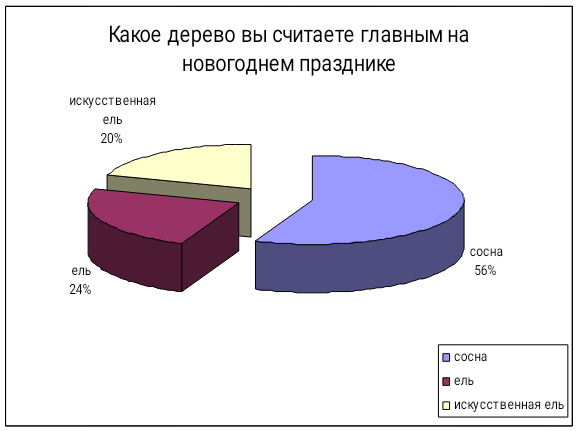 Какое дерево вы считаете главным на
новогоднем празднике
искусственная
ель
20%
ель
24%
сосна
56%
сосна
ель
искусственная ель